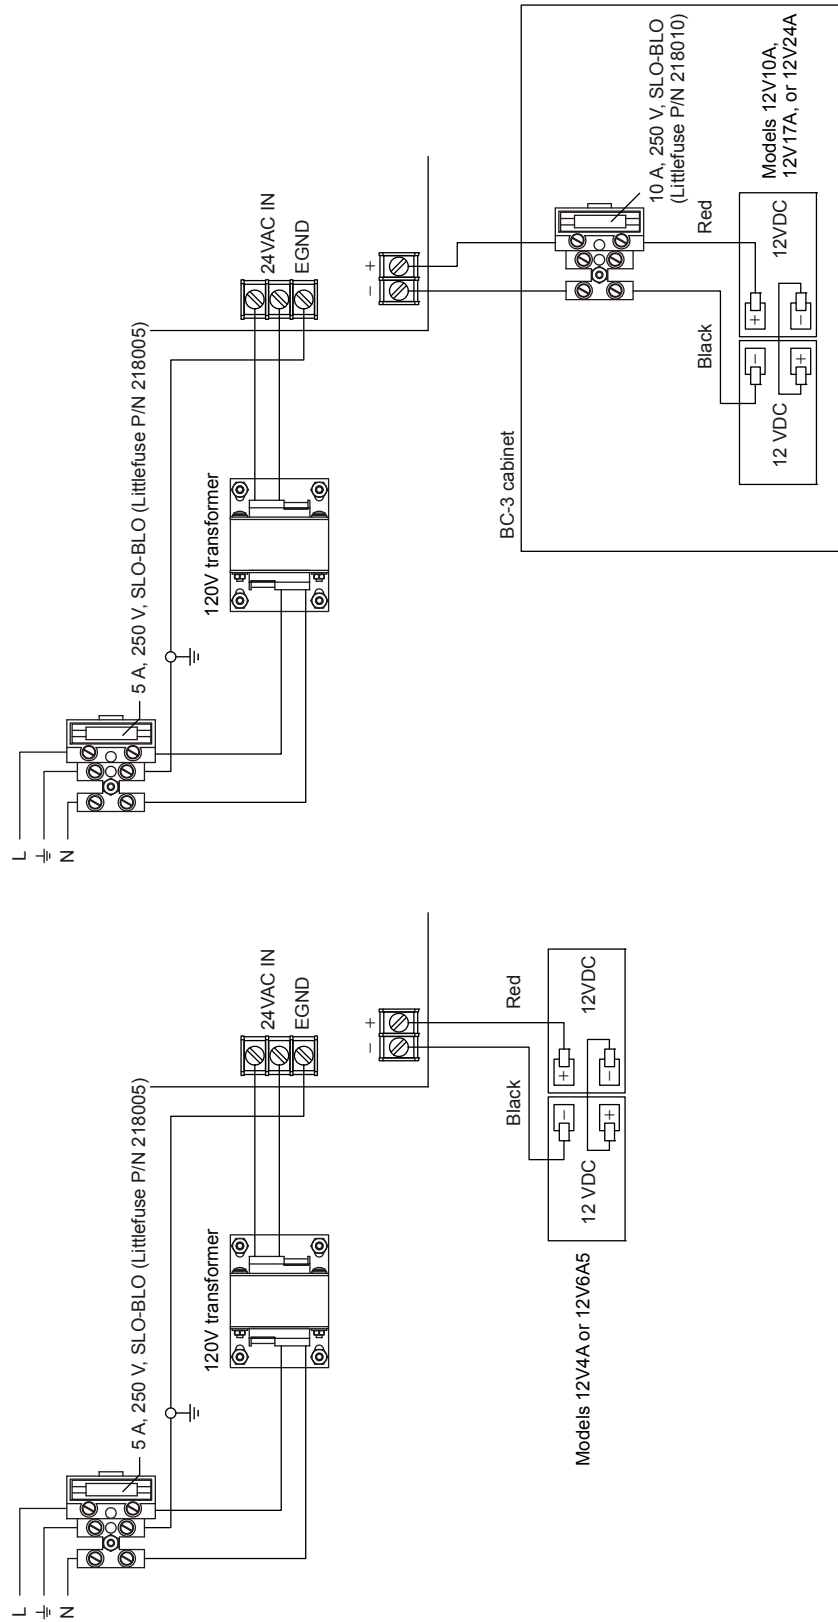 L
N
5 A, 250 V, SLO-BLO (Littlefuse P/N 218005)
120V transformer
24VAC IN
EGND
– +
Black
Red
+
–
–
+
12 VDC
12VDC
Models 12V4A or 12V6A5
L
N
5 A, 250 V, SLO-BLO (Littlefuse P/N 218005)
120V transformer
24VAC IN
EGND
– +
BC-3 cabinet
10 A, 250 V, SLO-BLO
(Littlefuse P/N 218010)
Black
Red
–
+
+
–
12 VDC
12VDC
Models 12V10A,
12V17A, or 12V24A